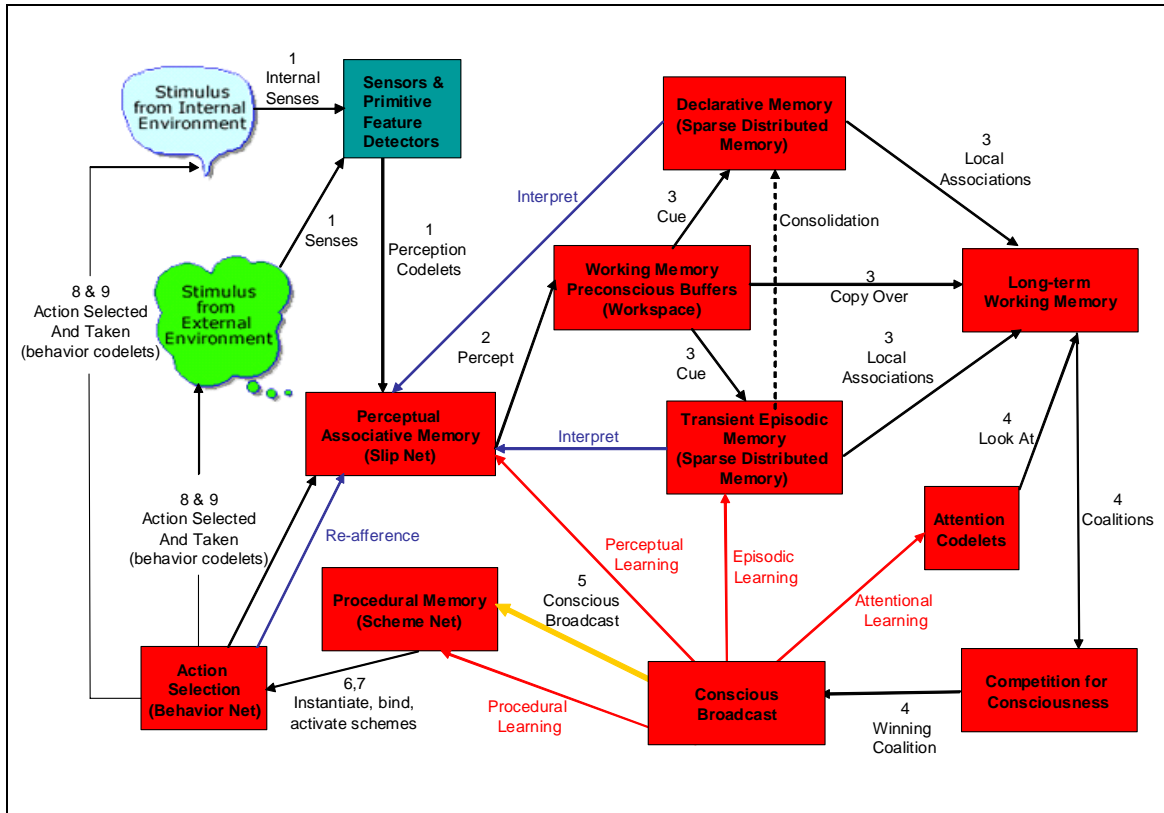 Stimulus
from Internal
Environment
1
Internal
Senses
Sensors &
Primitive
Feature
Detectors
Declarative Memory
(Sparse Distributed
Memory)
3
Local
Associations
Interpret
3
Cue
Consolidation
1
Senses
1
Perception
Codelets
Working Memory
Preconscious Buffers
(Workspace)
3
Copy Over
Long-term
Working Memory
8 & 9
Action Selected
And Taken
(behavior codelets)
Stimulus
from
External
Environment
2
Percept
3
Cue
3
Local
Associations
Perceptual
Associative Memory
(Slip Net)
Interpret
Transient Episodic
Memory
(Sparse Distributed
Memory)
4
Look At
4
Coalitions
8 & 9
Action Selected
And Taken
(behavior codelets)
Re-afference
Perceptual
Learning
Episodic
Learning
Attention
Codelets
Attentional
Learning
5
Conscious
Broadcast
Procedural Memory
(Scheme Net)
Action
Selection
(Behavior Net)
6,7
Instantiate, bind,
activate schemes
Procedural
Learning
Conscious
Broadcast
4
Winning
Coalition
Competition for
Consciousness